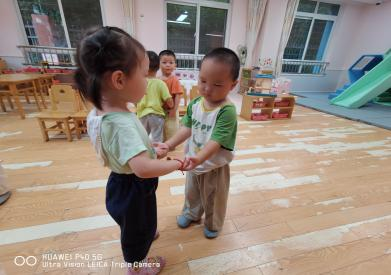 HUAWEI P40 5G
Ultra Vision LEICA Triple Camera